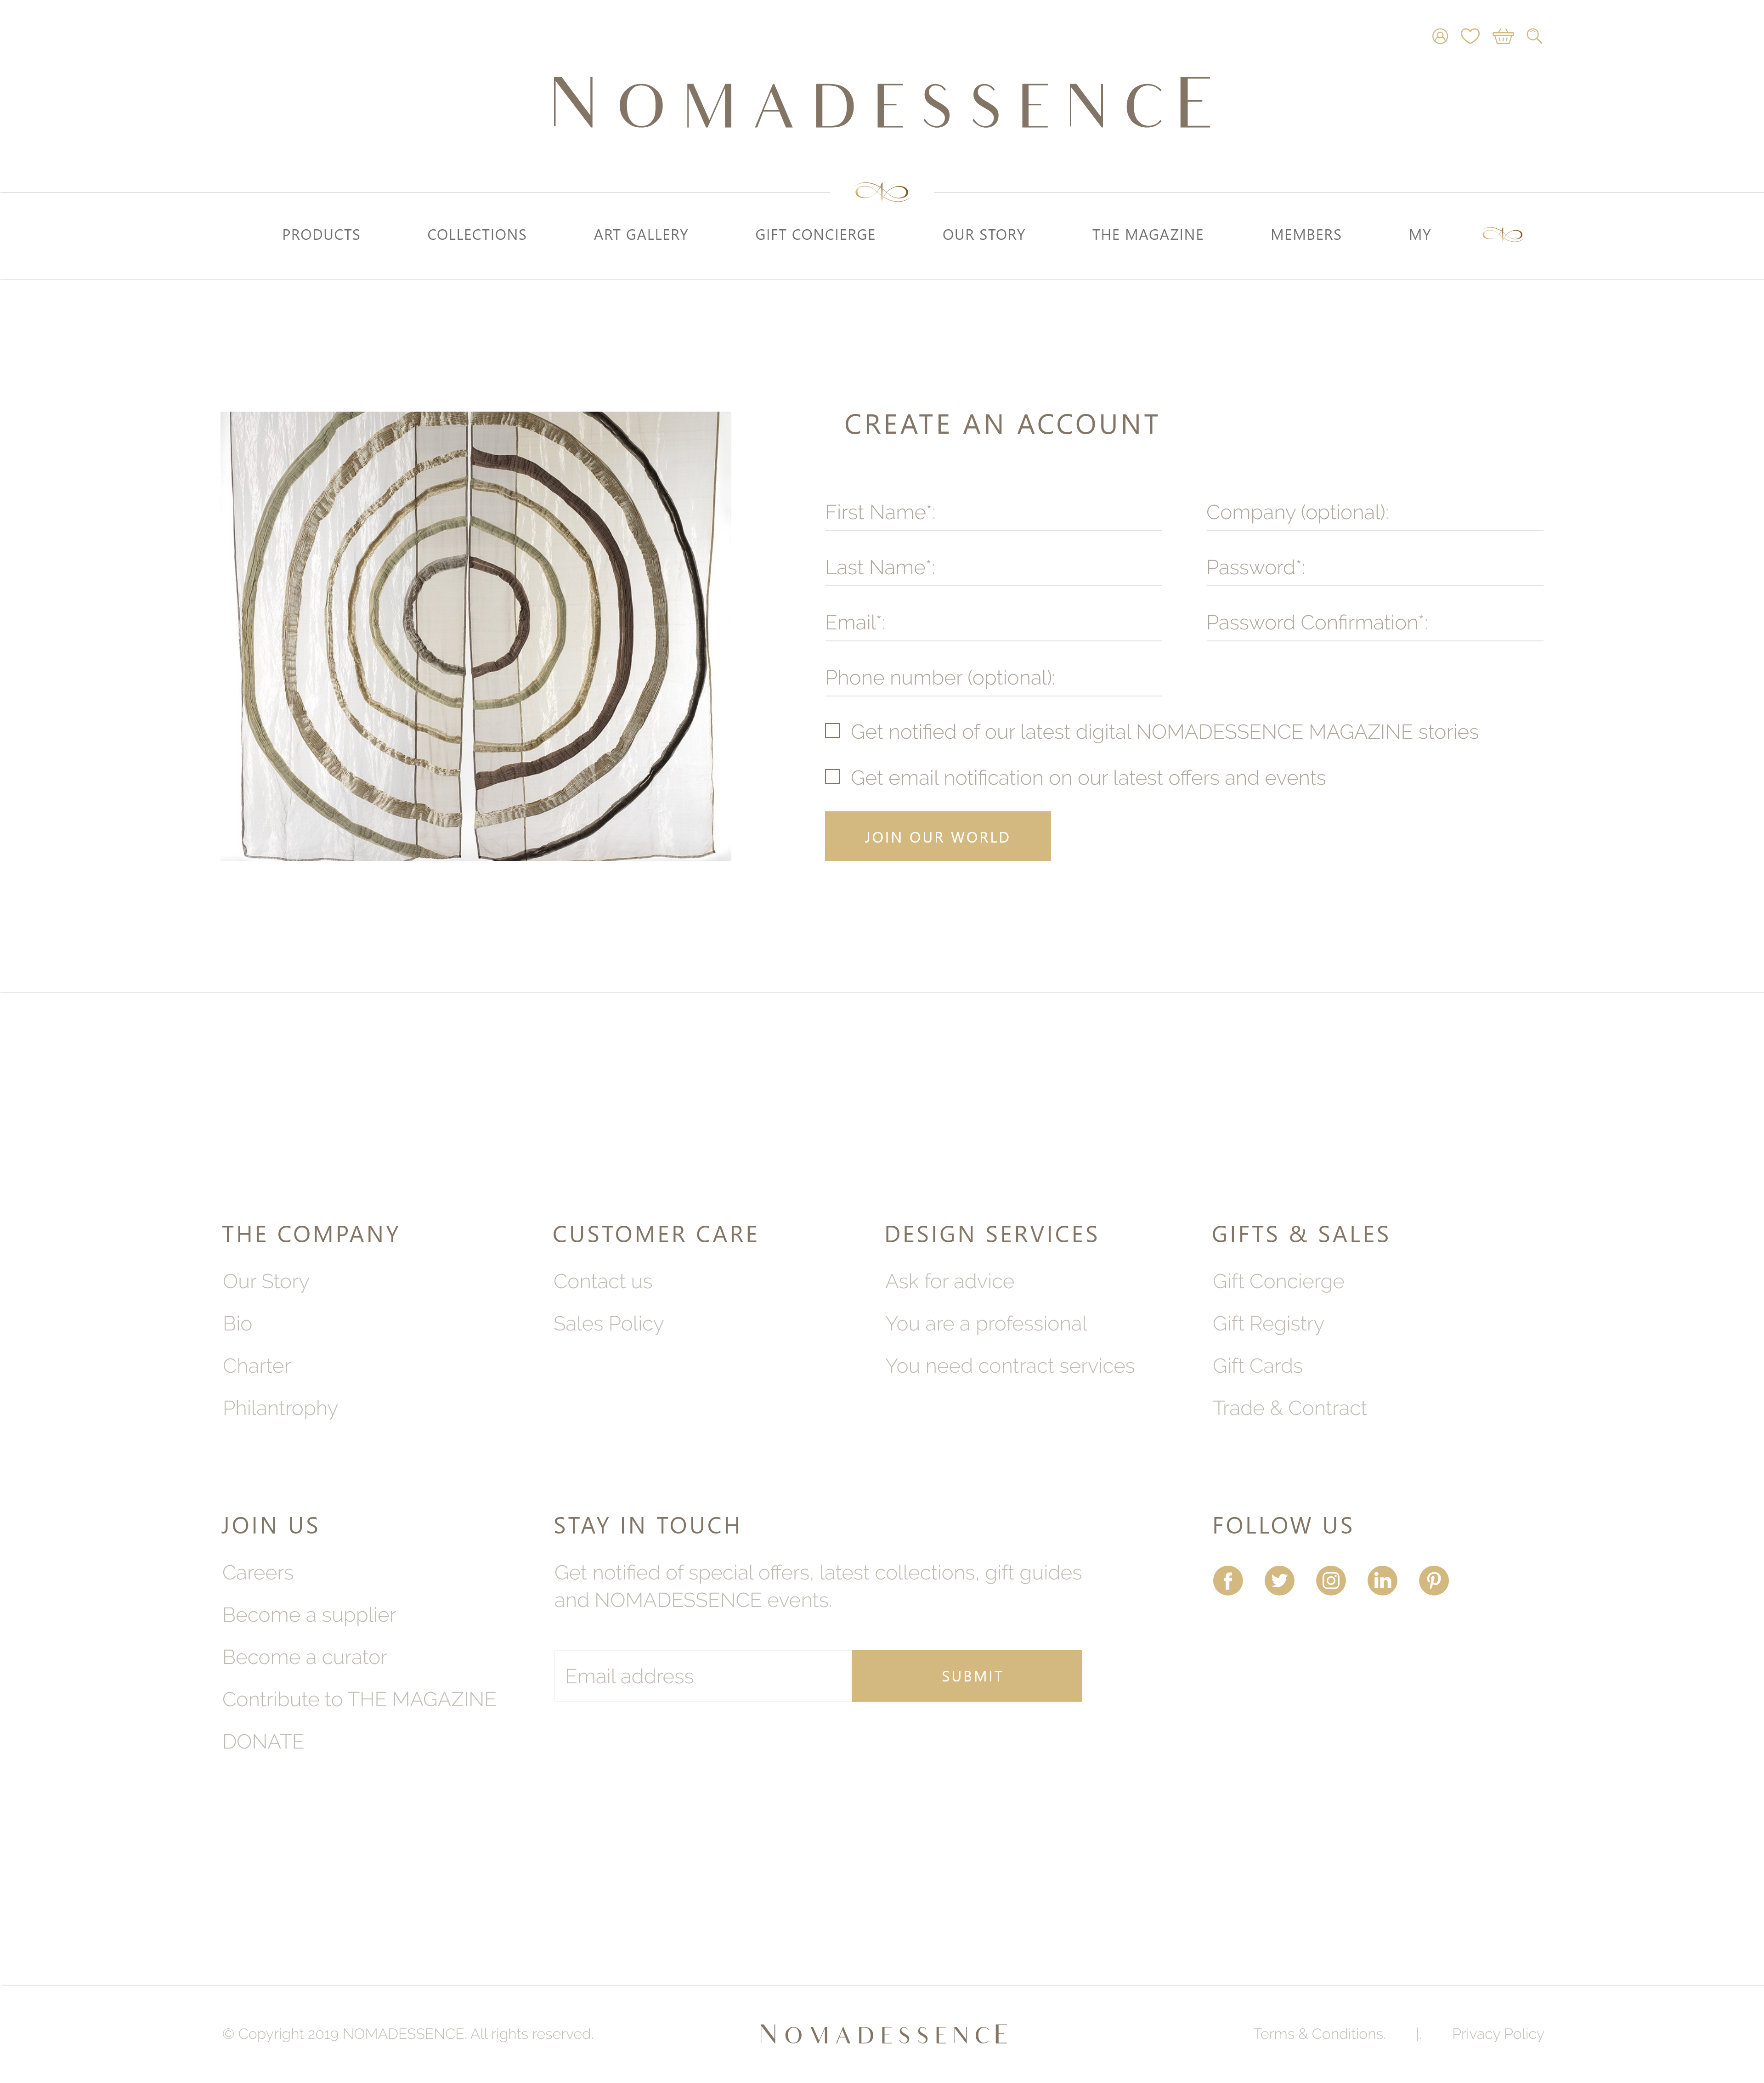 NOMADESSENCE
PRODUCTS COLLECTIONS ART GALLERY GIFT CONCIERGE OUR STORY THE MAGAZINE MEMBERS MY
CREATE AN ACCOUNT
First Name*:
Company (optional):
Last Name*:
Password*:
Email*:
Password Confirmation*:
Phone number (optional):
Get notified of our latest digital NOMADESSENCE MAGAZINE stories
Get email notification on our latest offers and events
JOIN OUR WORLD
THE COMPANY
Our Story
Bio
Charter
Philantrophy
CUSTOMER CARE
Contact us
Sales Policy
DESIGN SERVICES
Ask for advice
You are a professional
You need contract services
GIFTS & SALES
Gift Concierge
Gift Registry
Gift Cards
Trade & Contract
JOIN US
Careers
Become a supplier
Become a curator
Contribute to THE MAGAZINE
DONATE
STAY IN TOUCH
Get notified of special offers, latest collections, gift guides
and NOMADESSENCE events.
Email address
SUBMIT
FOLLOW US
© Copyright 2019 NOMADESSENCE. All rights reserved.
NOMADESSENCE
Terms & Conditions. | Privacy Policy